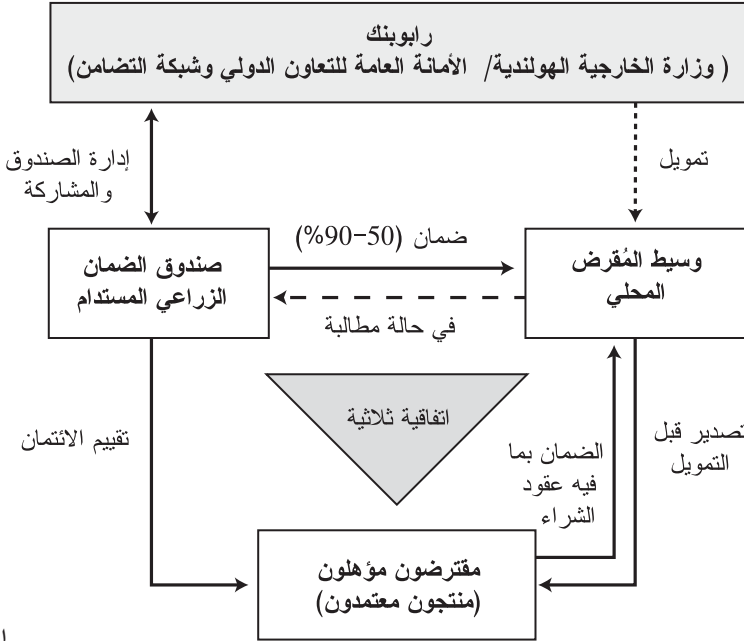 رابوبنك
( وزارة الخارجية الهولندية/ الأمانة العامة للتعاون الدولي وشبكة التضامن)
تمويل
إدارة الصندوق
والمشاركة
وسيط المُقرض
المحلي
ضمان (50-90%)
صندوق الضمان
الزراعي المستدام
في حالة مطالبة
اتفاقية ثلاثية
تصدير قبل
التمويل
الضمان بما
فيه عقود
الشراء
تقييم الائتمان
مقترضون مؤهلون
(منتجون معتمدون)